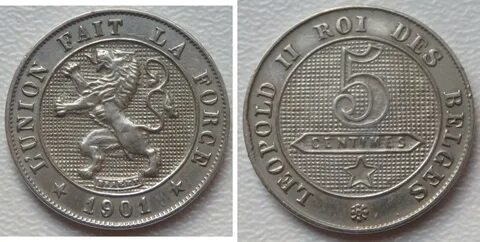 L'UNION FAIT LA FORCE
1901
LEOPOLD II ROI DES BELGES
5
CENTIMES